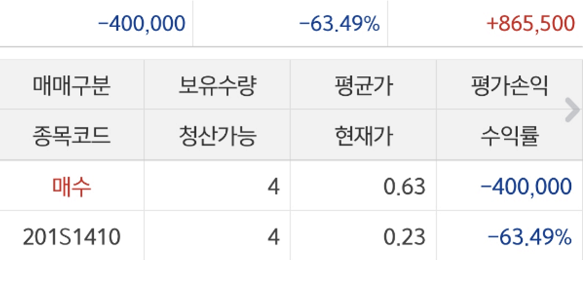 -400,000 -63.49% +865,500
매매구분 보유수량 평균가 평가손익
종목코드 청산가능 현재가 수익률
매수 4 0.63 -400,000
201S1410 4 0.23 -63.49%